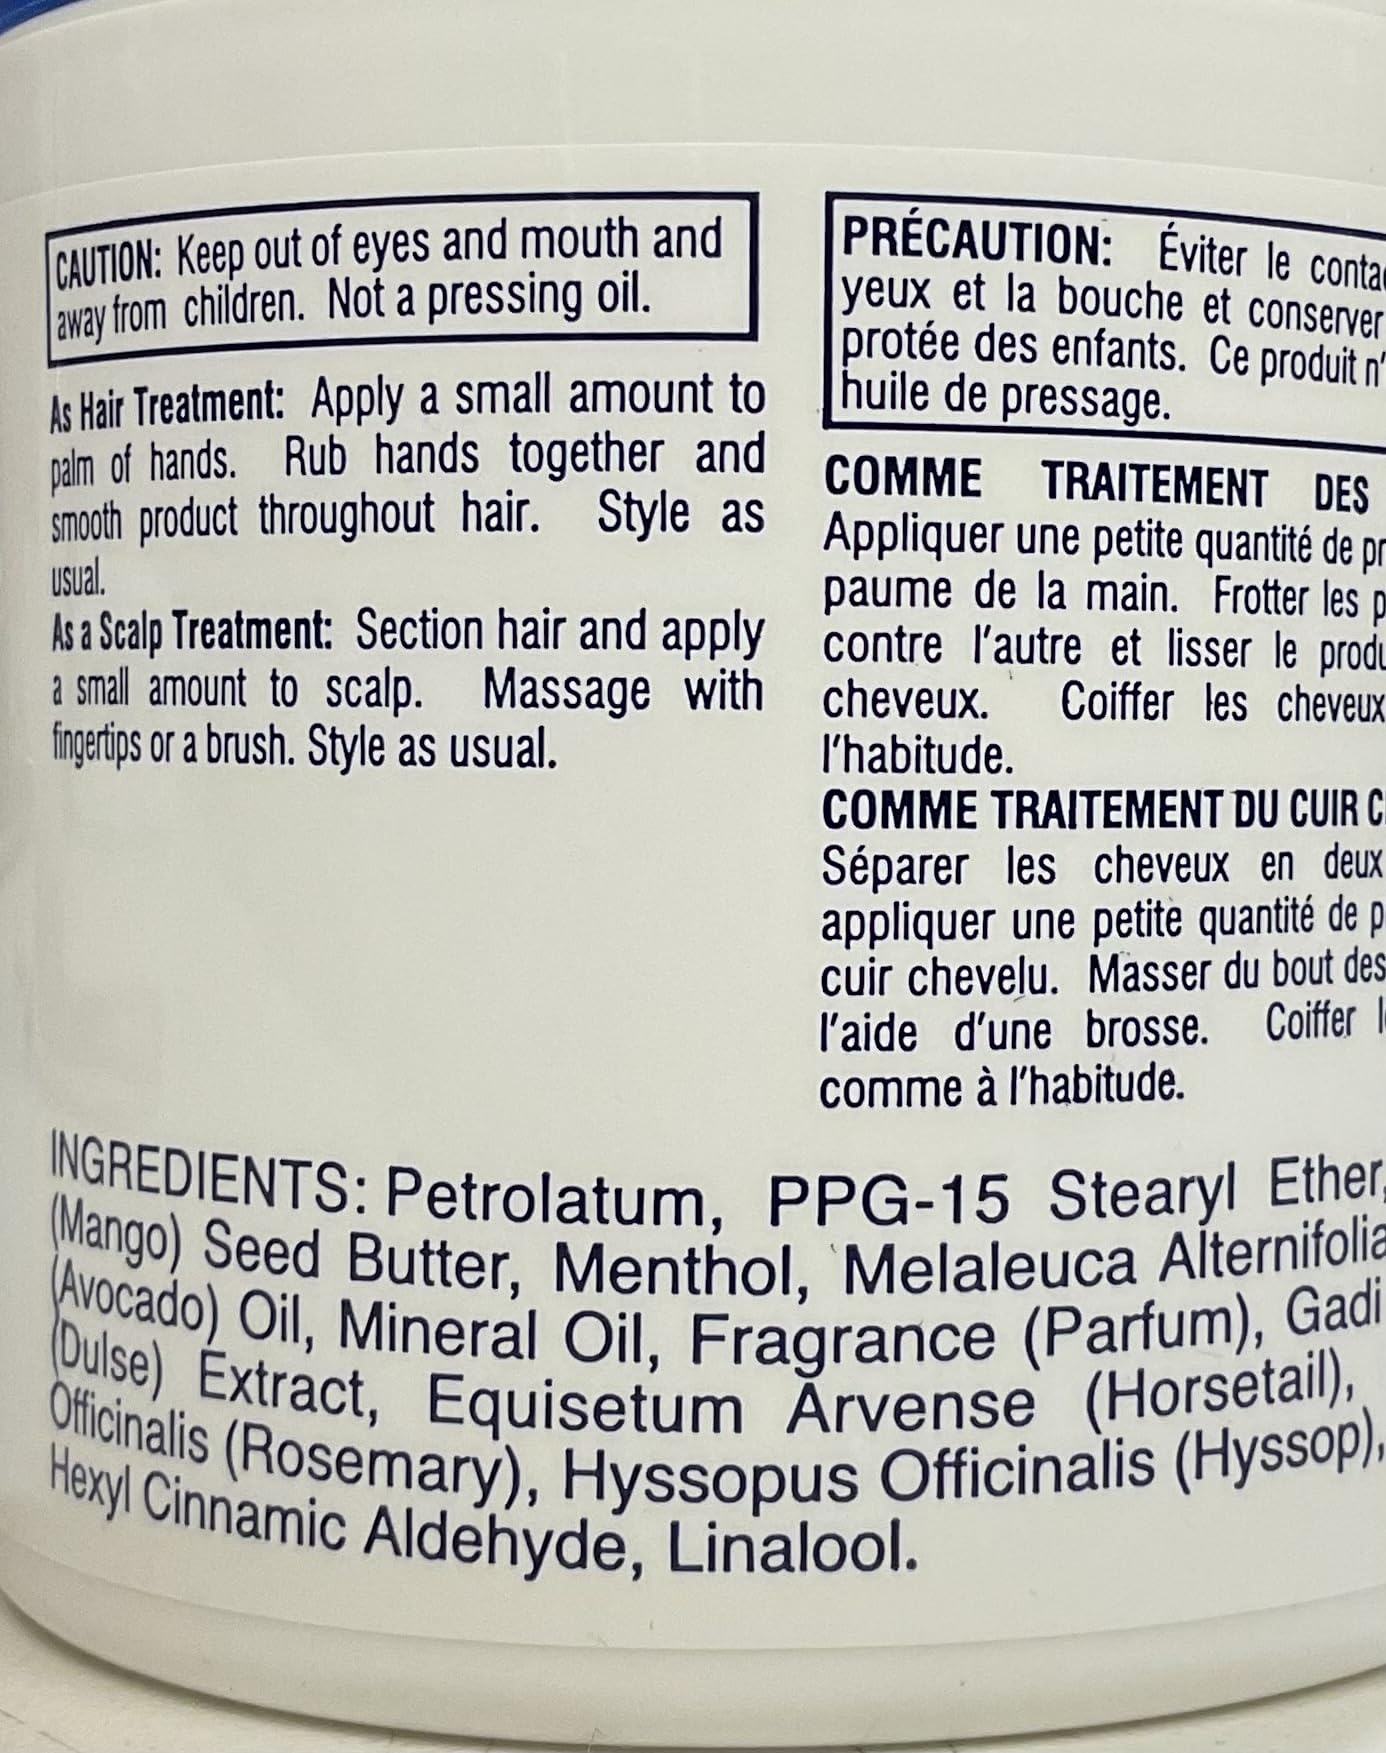 CAUTION: Keep out of eyes and mouth and
away from children. Not a pressing oil.
As Hair Treatment: Apply a small amount to
palm of hands. Rub hands together and
smooth product throughout hair. Style as
usual.
As a Scalp Treatment: Section hair and apply
a small amount to scalp. Massage with
fingertips or a brush. Style as usual.
PRÉCAUTION: Éviter le
yeux et la bouche et conserver
protée des enfants. Ce produit n'
huile de pressage.
COMME TRAITEMENT DES
Appliquer une petite quantité de
paume de la main. Frotter les
contre l'autre et lisser le
cheveux. Coiffer les cheveux
l'habitude.
COMME TRAITEMENT DU CUIR
Séparer les cheveux en deux
appliquer une petite quantité de
cuir chevelu. Masser du bout des
l'aide d'une brosse. Coiffer
comme à l'habitude.
INGREDIENTS: Petrolatum, PPG-15 Stearyl Ether,
(Mango) Seed Butter, Menthol, Melaleuca Alternifolia
(Avocado) Oil, Mineral Oil, Fragrance (Parfum), Gadi
(Dulse) Extract, Equisetum Arvense (Horsetail),
Officinalis (Rosemary), Hyssopus Officinalis (Hyssop),
Hexyl Cinnamic Aldehyde, Linalool.